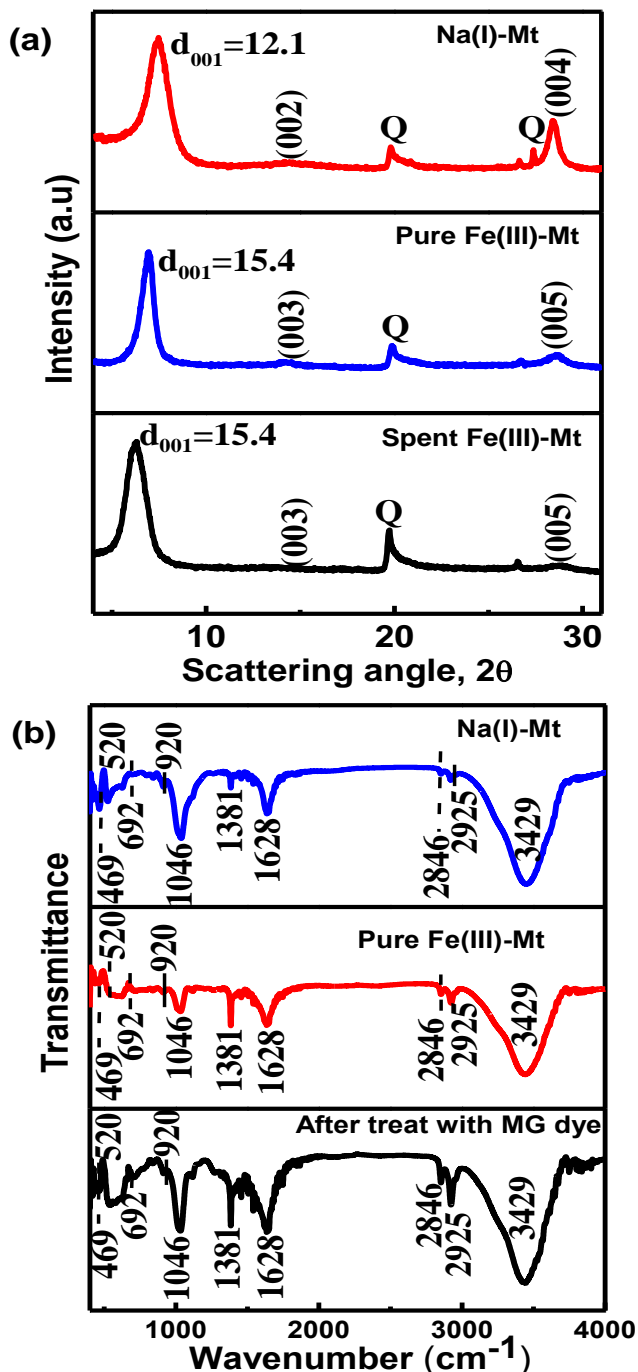 (a)
Na(I)-Mt
d₀₀₁=12.1
(002)
Q
Q
(004)
Pure Fe(III)-Mt
d₀₀₁=15.4
(003)
Q
(005)
Spent Fe(III)-Mt
d₀₀₁=15.4
(003)
Q
(005)
Intensity (a.u)
10 20 30
Scattering angle, 2θ
(b)
Na(I)-Mt
469
520
692
920
1046
1381
1628
2846
2925
3429
Pure Fe(III)-Mt
469
520
692
920
1046
1381
1628
2846
2925
3429
After treat with MG dye
469
520
692
920
1046
1381
1628
2846
2925
3429
Transmittance
1000 2000 3000 4000
Wavenumber (cm⁻¹)